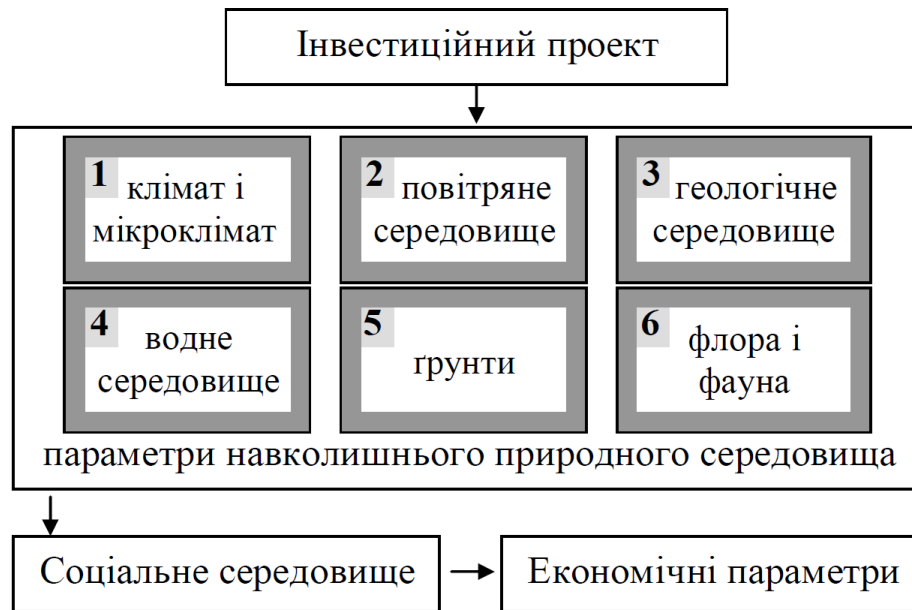 Інвестиційний проект
1 клімат і
мікроклімат
2 повітряне
середовище
3 геологічне
середовище
4 водне
середовище
5 ґрунти
6 флора і
фауна
параметри навколишнього природного середовища
Соціальне середовище
Економічні параметри